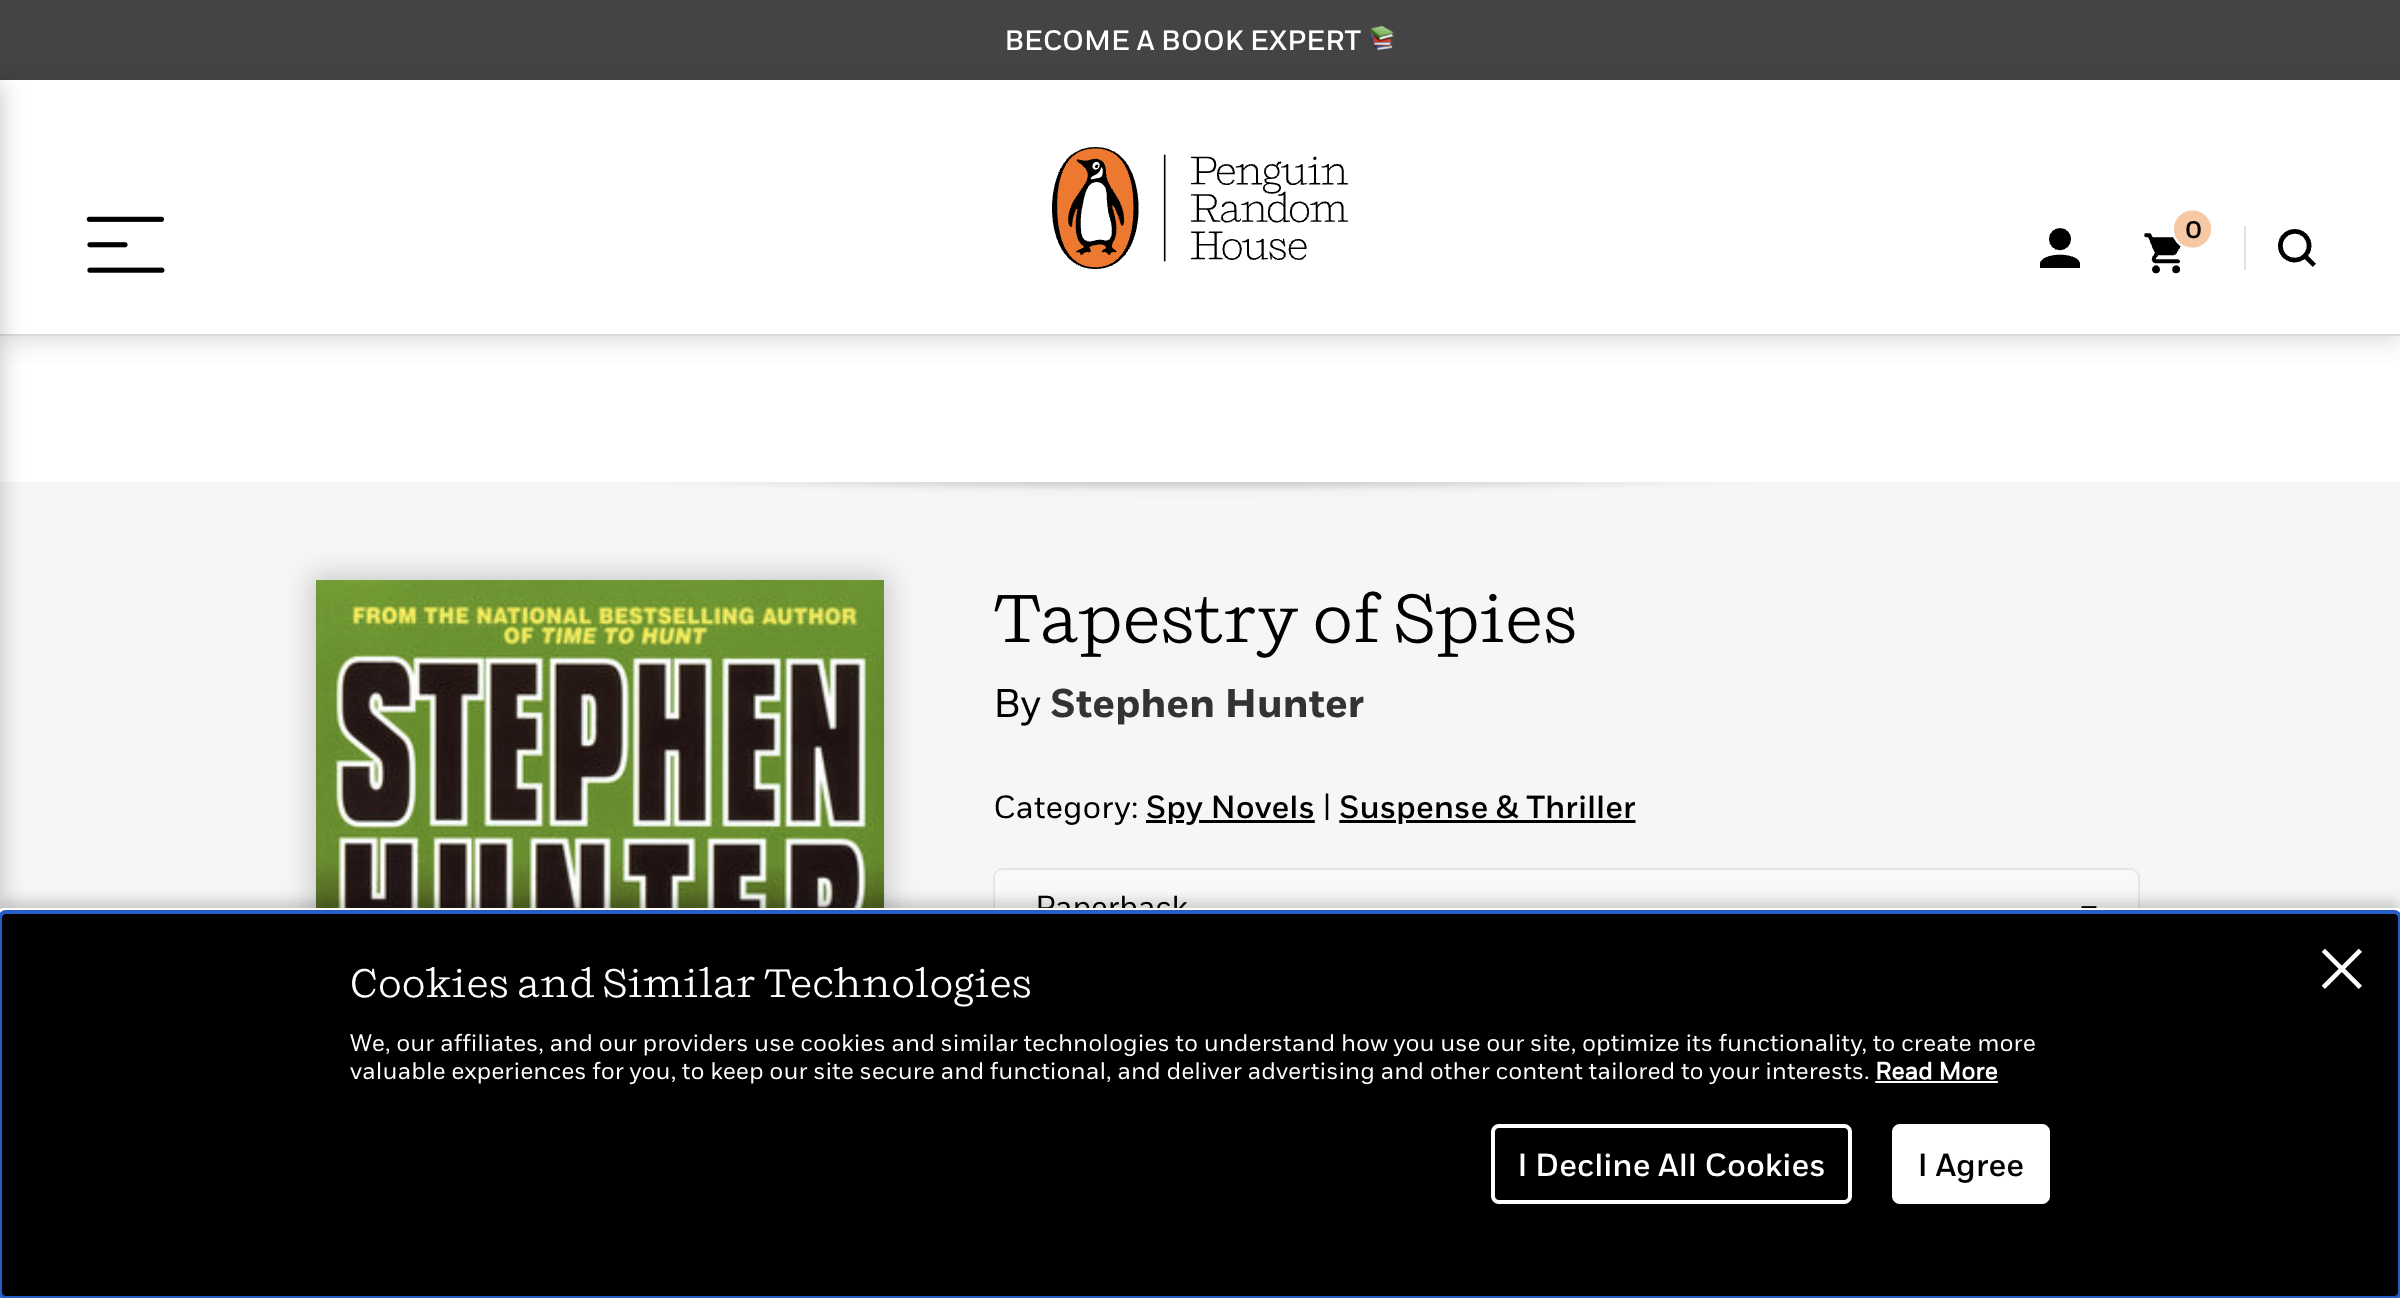 BECOME A BOOK EXPERT 📚
Penguin
Random
House
0
FROM THE NATIONAL BESTSELLING AUTHOR
OF TIME TO HUNT
STEPHEN
HUNTER
Tapestry of Spies
By Stephen Hunter
Category: Spy Novels | Suspense & Thriller
Paperback
Cookies and Similar Technologies
We, our affiliates, and our providers use cookies and similar technologies to understand how you use our site, optimize its functionality, to create more
valuable experiences for you, to keep our site secure and functional, and deliver advertising and other content tailored to your interests. Read More
I Decline All Cookies
I Agree